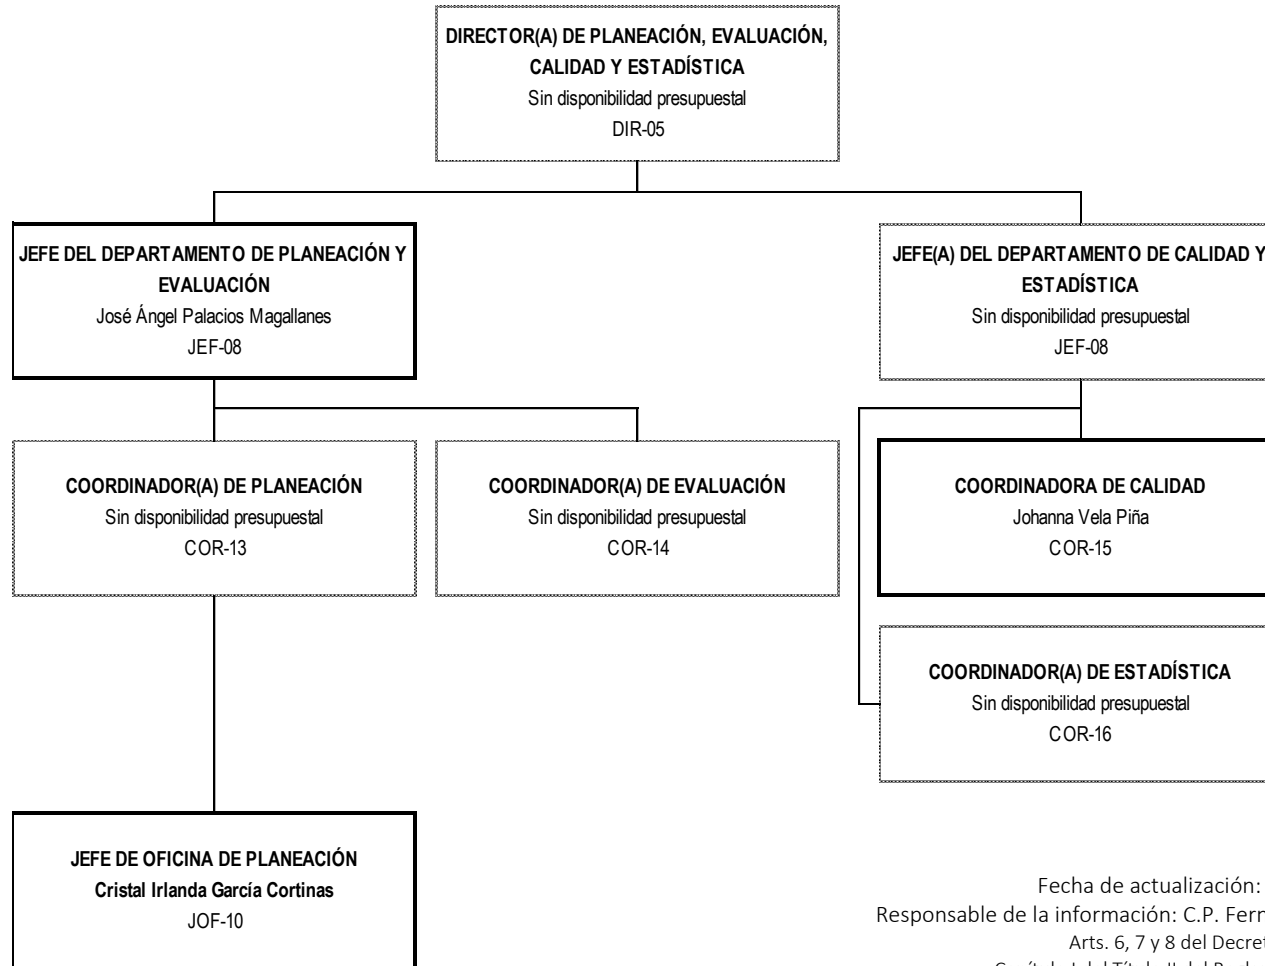 DIRECTOR(A) DE PLANEACIÓN, EVALUACIÓN,
CALIDAD Y ESTADÍSTICA
Sin disponibilidad presupuestal
DIR-05
JEFE DEL DEPARTAMENTO DE PLANEACIÓN Y
EVALUACIÓN
José Ángel Palacios Magallanes
JEF-08
JEFE(A) DEL DEPARTAMENTO DE CALIDAD Y
ESTADÍSTICA
Sin disponibilidad presupuestal
JEF-08
COORDINADOR(A) DE PLANEACIÓN
Sin disponibilidad presupuestal
COR-13
COORDINADOR(A) DE EVALUACIÓN
Sin disponibilidad presupuestal
COR-14
COORDINADORA DE CALIDAD
Johanna Vela Piña
COR-15
COORDINADOR(A) DE ESTADÍSTICA
Sin disponibilidad presupuestal
COR-16
JEFE DE OFICINA DE PLANEACIÓN
Cristal Irlanda García Cortinas
JOF-10
Fecha de actualización:
Responsable de la información: C.P. Fern
Arts. 6, 7 y 8 del Decret